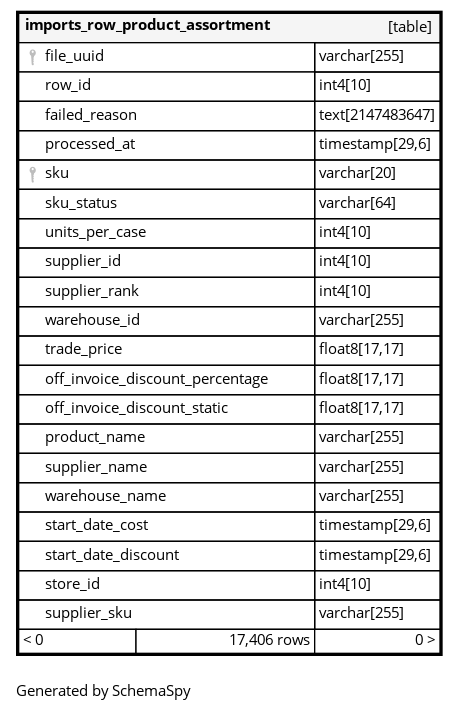 imports_row_product_assortment [table]
file_uuid varchar[255]
row_id int4[10]
failed_reason text[2147483647]
processed_at timestamp[29,6]
sku varchar[20]
sku_status varchar[64]
units_per_case int4[10]
supplier_id int4[10]
supplier_rank int4[10]
warehouse_id varchar[255]
trade_price float8[17,17]
off_invoice_discount_percentage float8[17,17]
off_invoice_discount_static float8[17,17]
product_name varchar[255]
supplier_name varchar[255]
warehouse_name varchar[255]
start_date_cost timestamp[29,6]
start_date_discount timestamp[29,6]
store_id int4[10]
supplier_sku varchar[255]
< 0 17,406 rows 0 >
Generated by SchemaSpy